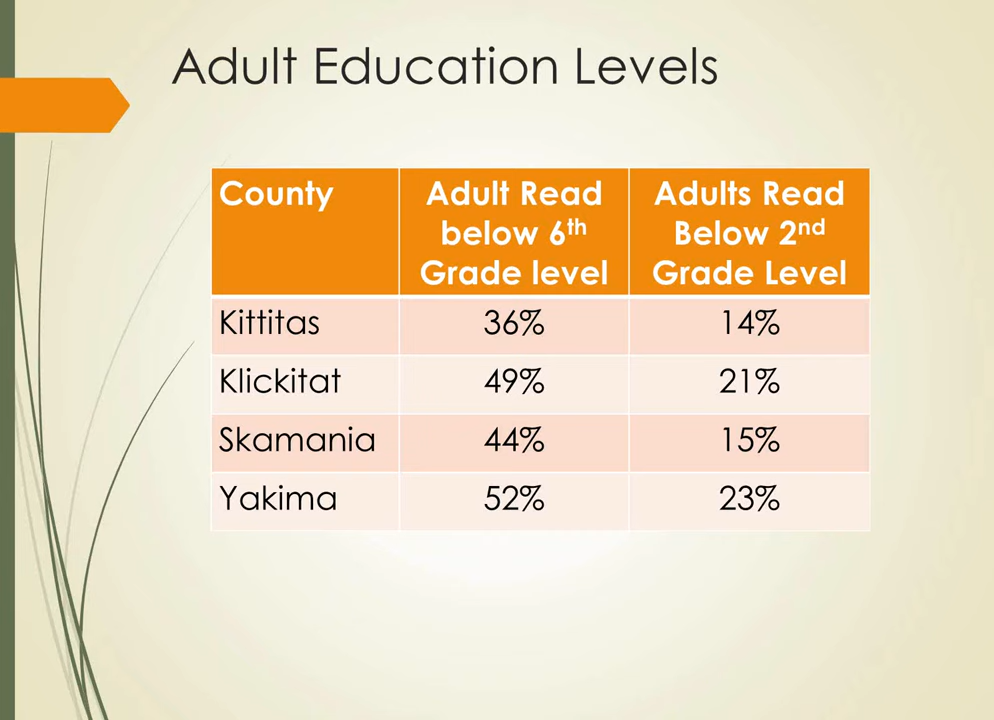 Adult Education Levels
County
Adult Read
below 6th
Grade level
Adults Read
Below 2nd
Grade Level
Kittitas 36% 14%
Klickitat 49% 21%
Skamania 44% 15%
Yakima 52% 23%